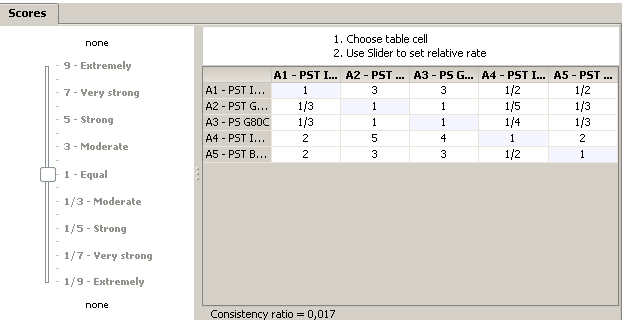 Scores
none
9 - Extremely
7 - Very strong
5 - Strong
3 - Moderate
1 - Equal
1/3 - Moderate
1/5 - Strong
1/7 - Very strong
1/9 - Extremely
none
1. Choose table cell
2. Use Slider to set relative rate
A1 - PST I... A2 - PST ... A3 - PS G... A4 - PST I... A5 - PST ...
A1 - PST I... 1 3 3 1/2 1/2
A2 - PST G... 1/3 1 1 1/5 1/3
A3 - PS G80C 1/3 1 1 1/4 1/3
A4 - PST I... 2 5 4 1 2
A5 - PST B... 2 3 3 1/2 1
Consistency ratio = 0,017